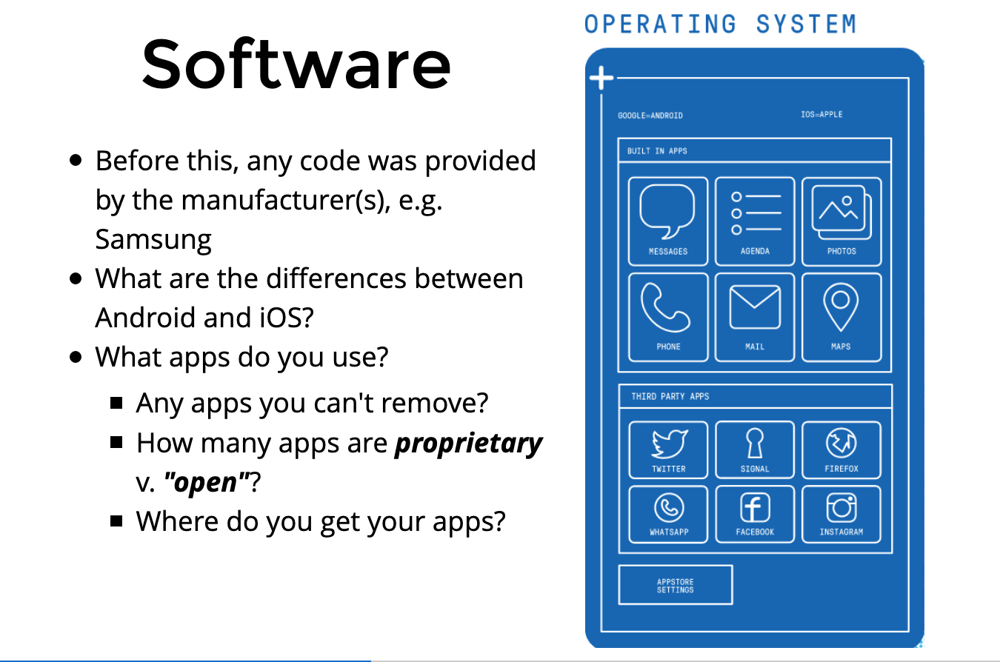 Software
Before this, any code was provided
by the manufacturer(s), e.g.
Samsung
What are the differences between
Android and iOS?
What apps do you use?
Any apps you can't remove?
How many apps are proprietary
v. "open"?
Where do you get your apps?
OPERATING SYSTEM
GOOGLE=ANDROID
IOS=APPLE
BUILT IN APPS
MESSAGES
AGENDA
PHOTOS
PHONE
MAIL
MAPS
THIRD PARTY APPS
TWITTER
SIGNAL
FIREFOX
WHATSAPP
FACEBOOK
INSTAGRAM
APPSTORE
SETTINGS